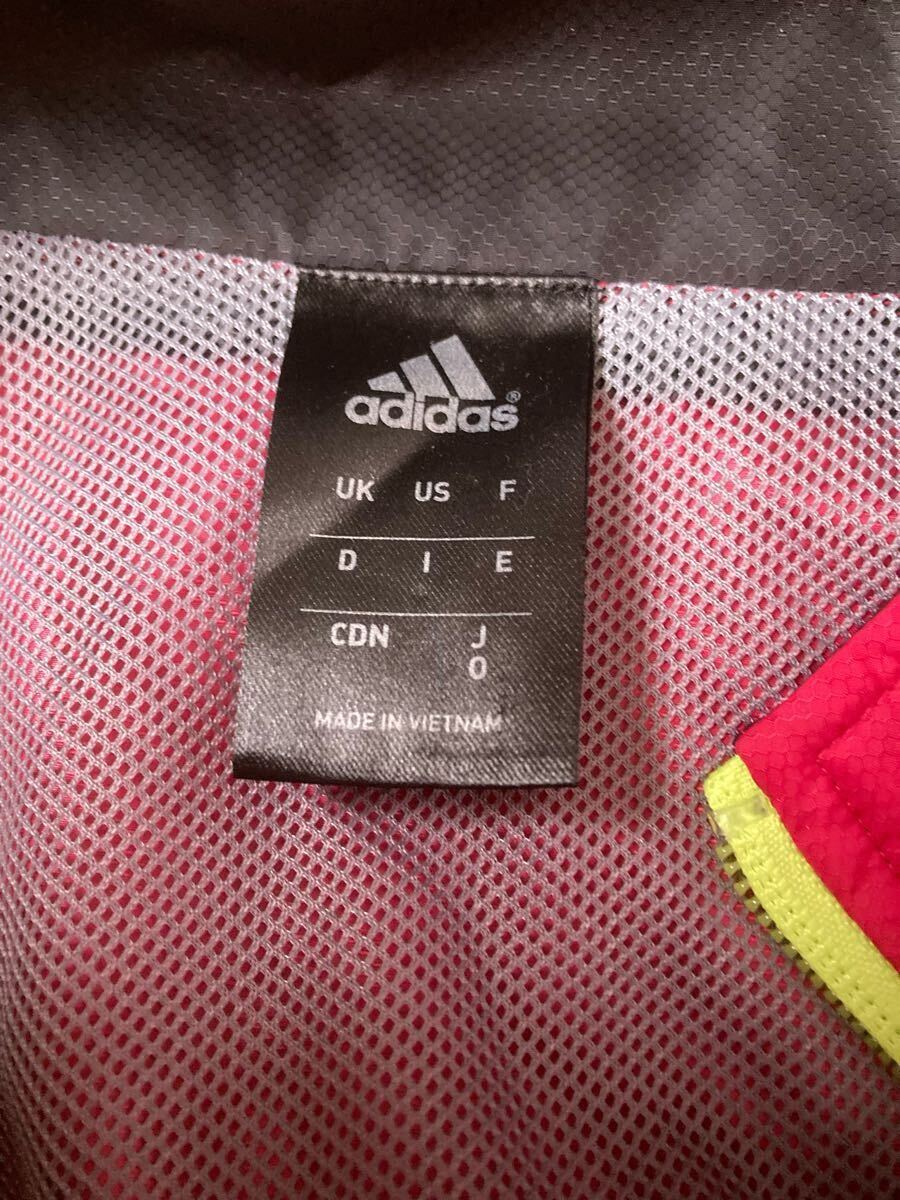 adidas®
UK US F
D I E
CDN J
O
MADE IN VIETNAM